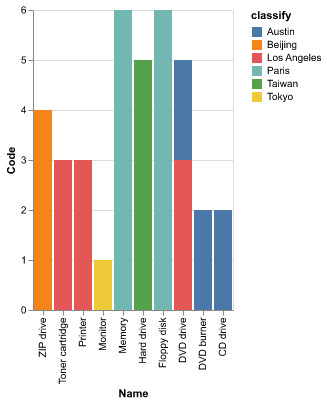 classify
Austin
Beijing
Los Angeles
Paris
Taiwan
Tokyo
Code
6
5
4
3
2
1
0
ZIP drive
Toner cartridge
Printer
Monitor
Memory
Hard drive
Floppy disk
DVD drive
DVD burner
CD drive
Name